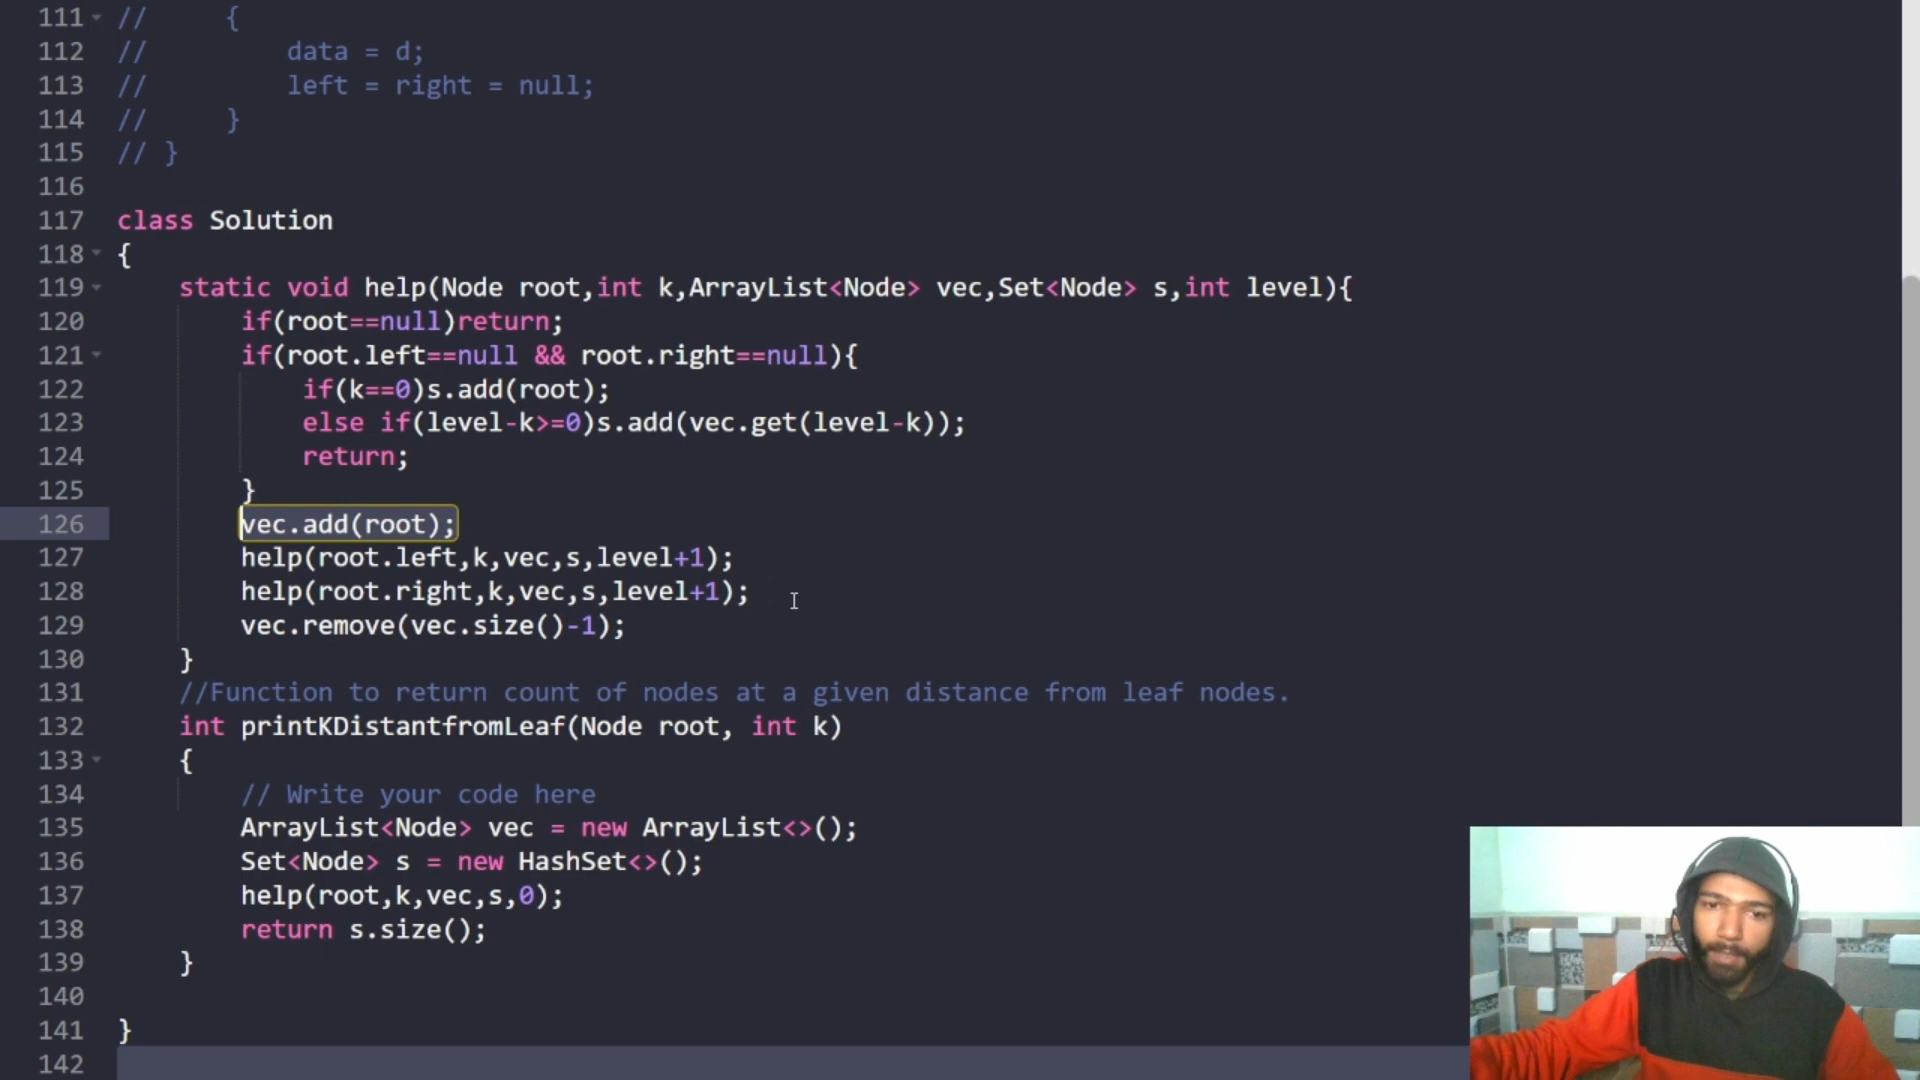 111 // {
112 // data = d;
113 // left = right = null;
114 // }
115 // }
116
117 class Solution
118 {
119 static void help(Node root,int k,ArrayList<Node> vec,Set<Node> s,int level){
120 if(root==null)return;
121 if(root.left==null && root.right==null){
122 if(k==0)s.add(root);
123 else if(level-k>=0)s.add(vec.get(level-k));
124 return;
125 }
126 vec.add(root);
127 help(root.left,k,vec,s,level+1);
128 help(root.right,k,vec,s,level+1);
129 vec.remove(vec.size()-1);
130 }
131 //Function to return count of nodes at a given distance from leaf nodes.
132 int printKDistantfromLeaf(Node root, int k)
133 {
134 // Write your code here
135 ArrayList<Node> vec = new ArrayList<>();
136 Set<Node> s = new HashSet<>();
137 help(root,k,vec,s,0);
138 return s.size();
139 }
140
141 }
142